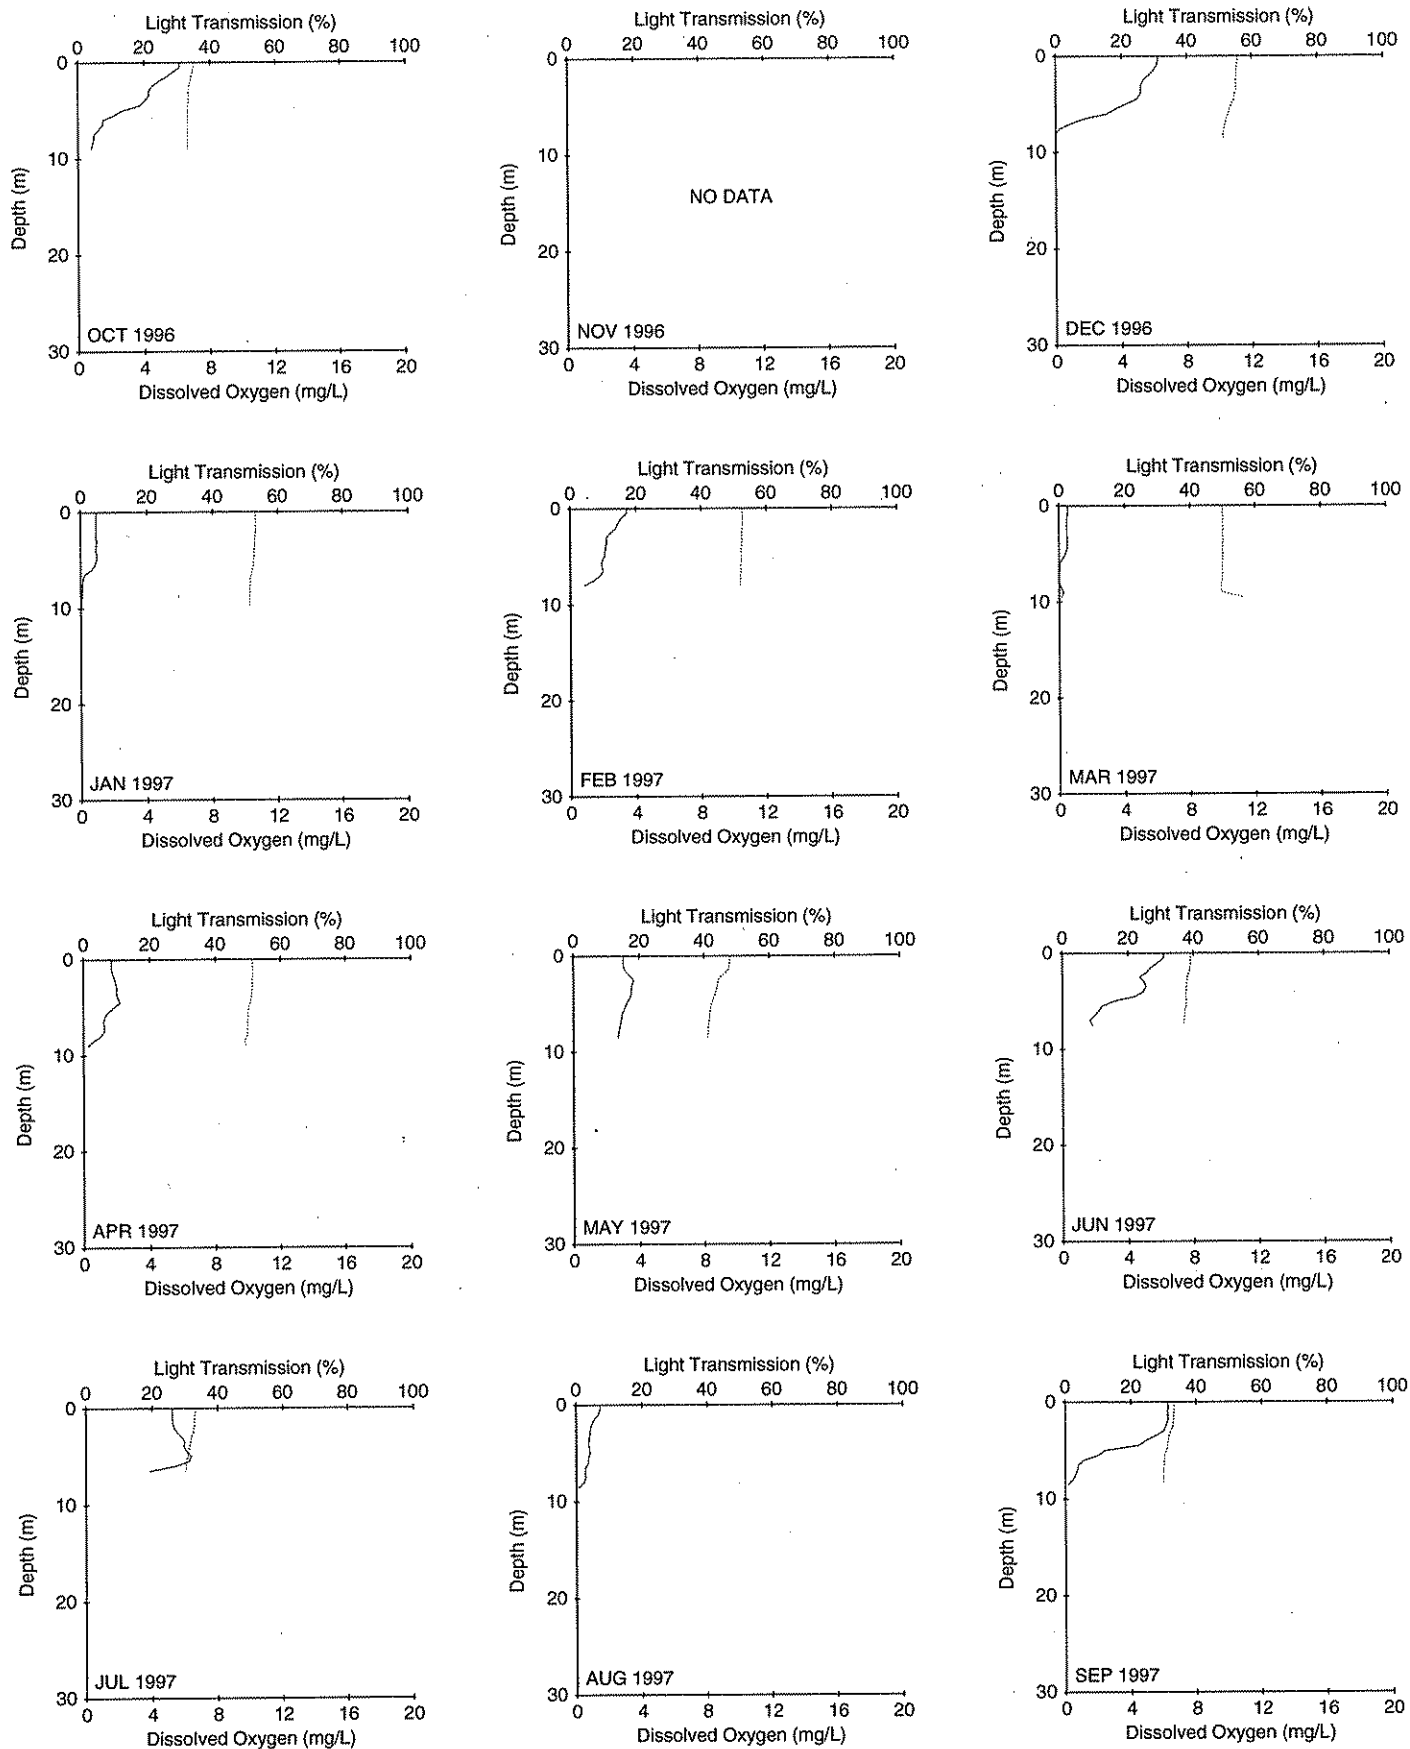 Light Transmission (%)
0 20 40 60 80 100
0
10
20
30
Depth (m)
OCT 1996
0 4 8 12 16 20
Dissolved Oxygen (mg/L)
Light Transmission (%)
0 20 40 60 80 100
0
10
20
30
Depth (m)
NO DATA
NOV 1996
0 4 8 12 16 20
Dissolved Oxygen (mg/L)
Light Transmission (%)
0 20 40 60 80 100
0
10
20
30
Depth (m)
DEC 1996
0 4 8 12 16 20
Dissolved Oxygen (mg/L)
Light Transmission (%)
0 20 40 60 80 100
0
10
20
30
Depth (m)
JAN 1997
0 4 8 12 16 20
Dissolved Oxygen (mg/L)
Light Transmission (%)
0 20 40 60 80 100
0
10
20
30
Depth (m)
FEB 1997
0 4 8 12 16 20
Dissolved Oxygen (mg/L)
Light Transmission (%)
0 20 40 60 80 100
0
10
20
30
Depth (m)
MAR 1997
0 4 8 12 16 20
Dissolved Oxygen (mg/L)
Light Transmission (%)
0 20 40 60 80 100
0
10
20
30
Depth (m)
APR 1997
0 4 8 12 16 20
Dissolved Oxygen (mg/L)
Light Transmission (%)
0 20 40 60 80 100
0
10
20
30
Depth (m)
MAY 1997
0 4 8 12 16 20
Dissolved Oxygen (mg/L)
Light Transmission (%)
0 20 40 60 80 100
0
10
20
30
Depth (m)
JUN 1997
0 4 8 12 16 20
Dissolved Oxygen (mg/L)
Light Transmission (%)
0 20 40 60 80 100
0
10
20
30
Depth (m)
JUL 1997
0 4 8 12 16 20
Dissolved Oxygen (mg/L)
Light Transmission (%)
0 20 40 60 80 100
0
10
20
30
Depth (m)
AUG 1997
0 4 8 12 16 20
Dissolved Oxygen (mg/L)
Light Transmission (%)
0 20 40 60 80 100
0
10
20
30
Depth (m)
SEP 1997
0 4 8 12 16 20
Dissolved Oxygen (mg/L)